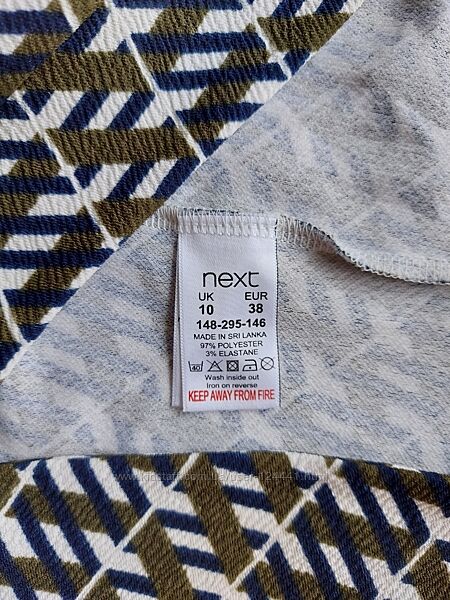 next
UK EUR
10 38
148-295-146
MADE IN SRI LANKA
97% POLYESTER
3% ELASTANE
40
Wash inside out
Iron on reverse
KEEP AWAY FROM FIRE